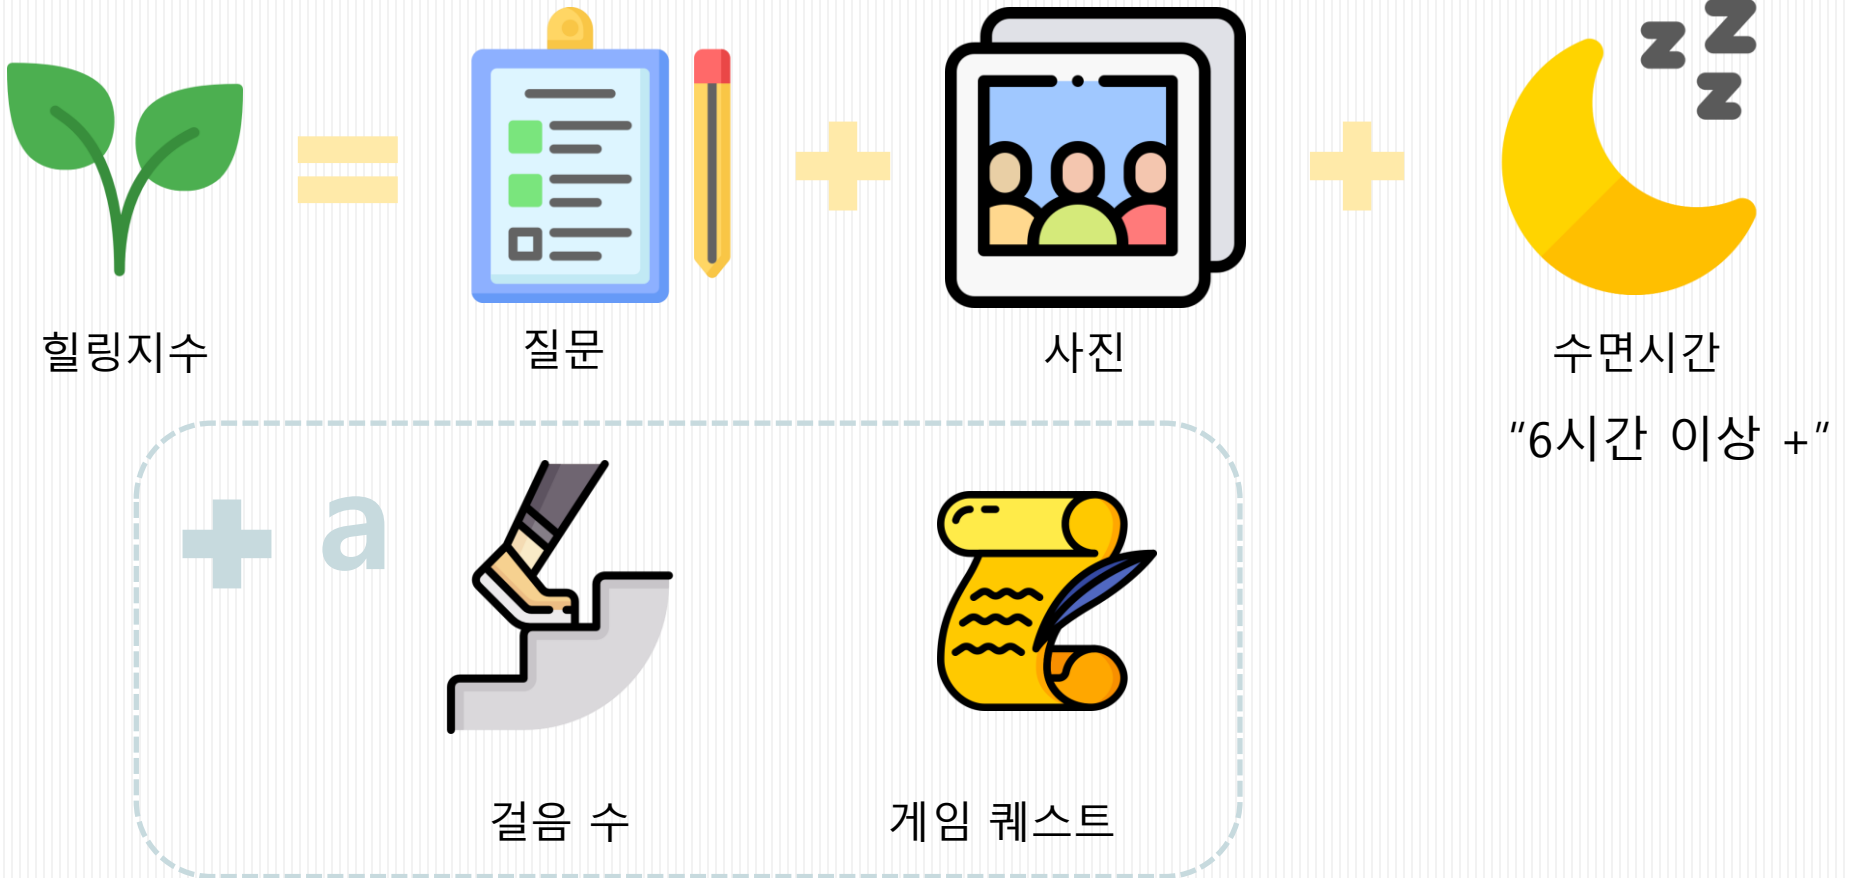 z z z
= + +
힐링지수 질문 사진 수면시간
"6시간 이상 +"
+ a
걸음 수 게임 퀘스트